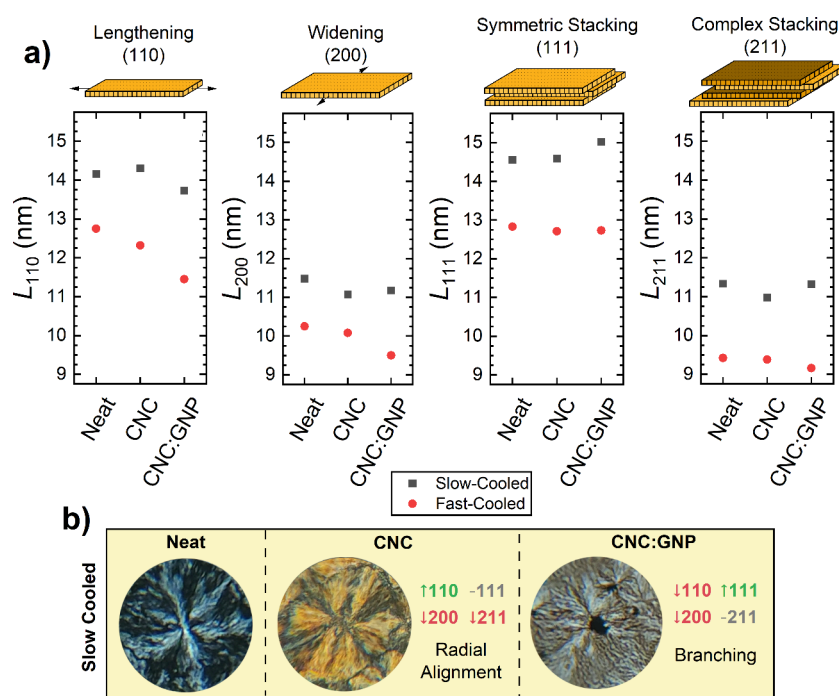 a)
Lengthening
(110)
Widening
(200)
Symmetric Stacking
(111)
Complex Stacking
(211)
L110 (nm)
15
14
13
12
11
10
9
Neat
CNC
CNC:GNP
L200 (nm)
15
14
13
12
11
10
9
Neat
CNC
CNC:GNP
L111 (nm)
15
14
13
12
11
10
9
Neat
CNC
CNC:GNP
L211 (nm)
15
14
13
12
11
10
9
Neat
CNC
CNC:GNP
Slow-Cooled
Fast-Cooled
b)
Slow Cooled
Neat
CNC
↑110 -111
↓200 ↓211
Radial
Alignment
CNC:GNP
↓110 ↑111
↓200 -211
Branching